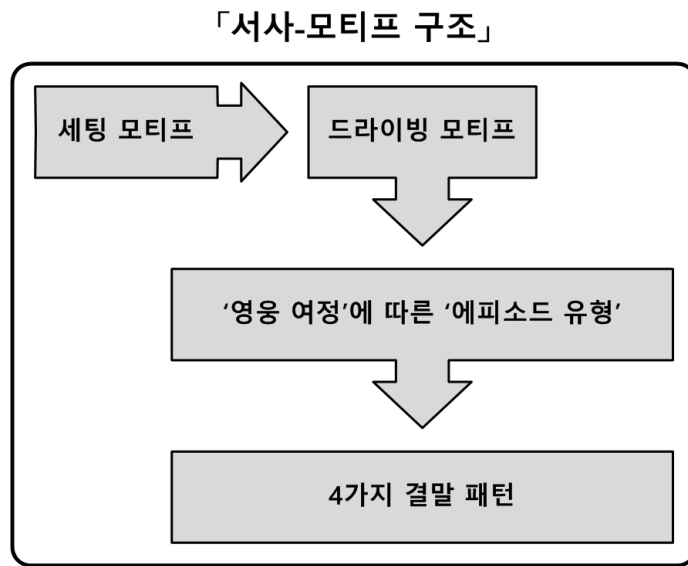 「서사-모티프 구조」
세팅 모티프
드라이빙 모티프
‘영웅 여정’에 따른 ‘에피소드 유형’
4가지 결말 패턴